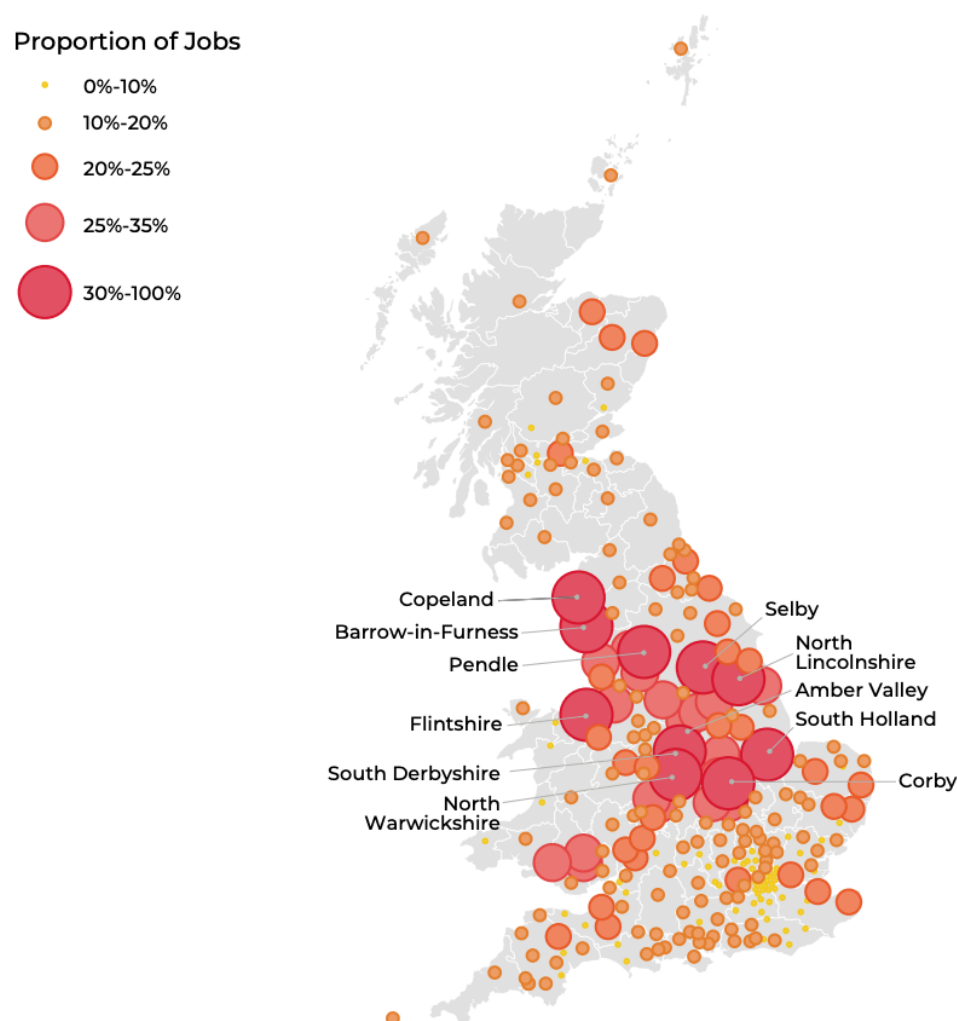 Proportion of Jobs
0%-10%
10%-20%
20%-25%
25%-35%
30%-100%
Copeland
Barrow-in-Furness
Pendle
Flintshire
South Derbyshire
North
Warwickshire
Selby
North
Lincolnshire
Amber Valley
South Holland
Corby